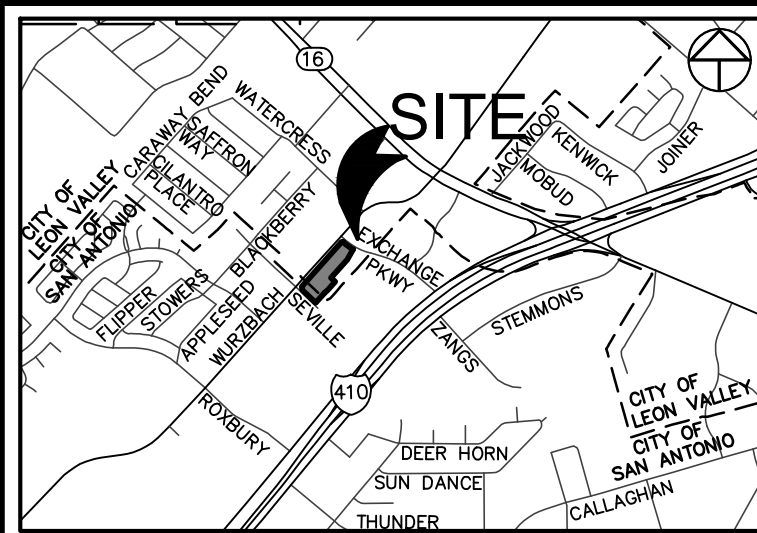 16
SITE
WATERCRESS
CARAWAY BEND
SAFFRON
WAY
CILANTRO
PLACE
JACKWOOD
KENWICK
MOBUD
JOINER
CITY OF
LEON VALLEY
CITY OF
SAN ANTONIO
BLACKBERRY
EXCHANGE
PKWY
FLIPPER
STOWERS
APPLESEED
WURZBACH
SEVILLE
ZANGS
STEMMONS
410
ROXBURY
CITY OF
LEON VALLEY
CITY OF
SAN ANTONIO
DEER HORN
SUN DANCE
THUNDER
CALLAGHAN